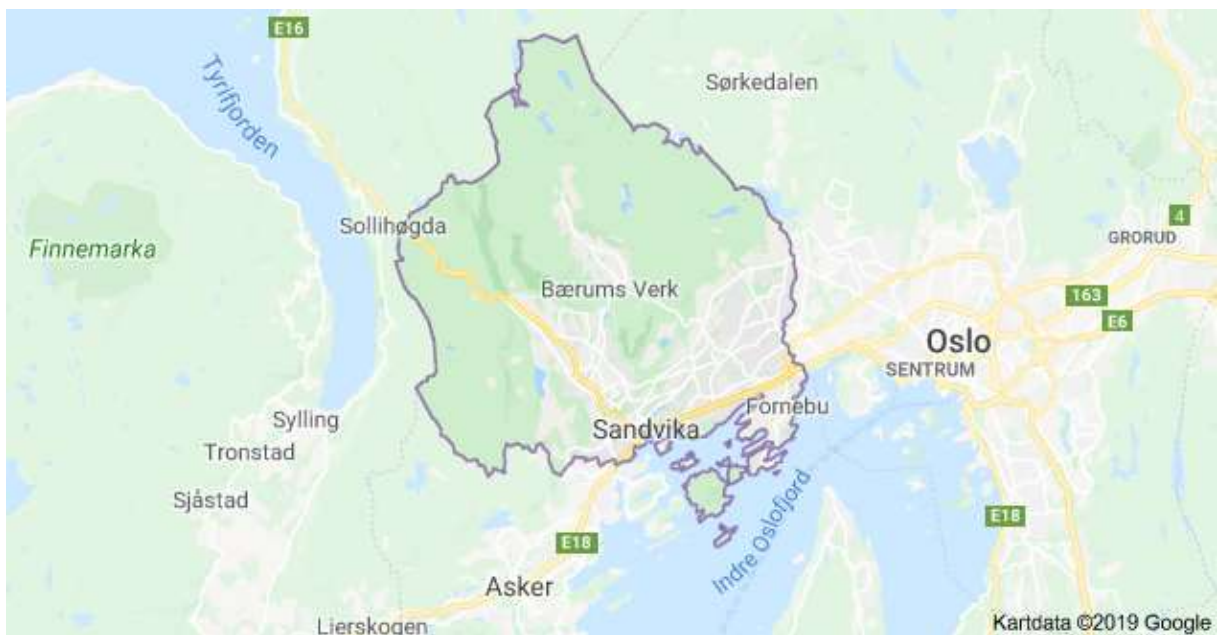 E16
Tyrifjorden
Sørkedalen
Sollihøgda
Finnemarka
4
GRORUD
Bærums Verk
163
E6
Oslo
SENTRUM
Fornebu
Sylling
Sandvika
Tronstad
Sjåstad
Indre Oslofjord
E18
E18
Asker
Lierskogen
Kartdata ©2019 Google